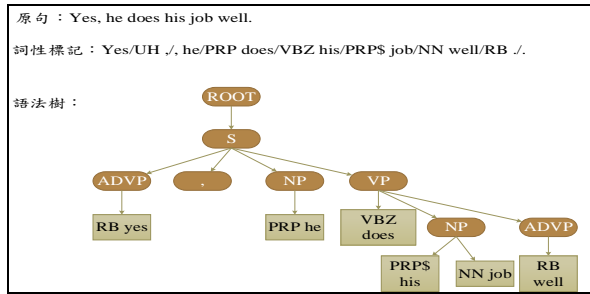 原句：Yes, he does his job well.
詞性標記：Yes/UH ,/, he/PRP does/VBZ his/PRP$ job/NN well/RB ./.
語法樹：
ROOT
S
ADVP , NP VP
RB yes PRP he VBZ does NP ADVP
PRP$ his NN job RB well